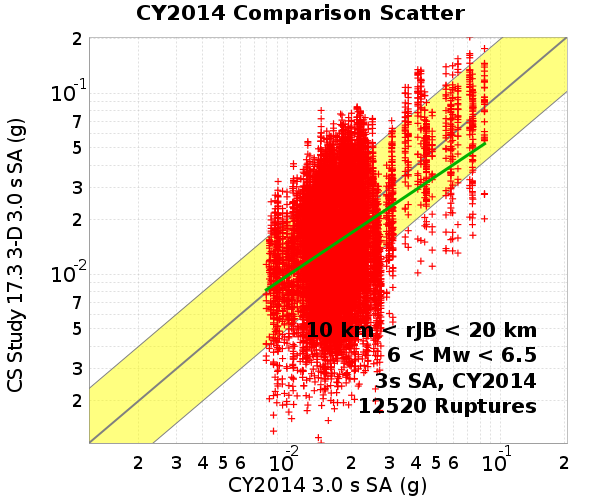 CY2014 Comparison Scatter
CS Study 17.3 3-D 3.0 s SA (g)
2
10-1
7
5
3
2
10-2
7
5
3
2
10 km < rJB < 20 km
6 < Mw < 6.5
3s SA, CY2014
12520 Ruptures
2 3 4 5 6 10-2 2 3 4 5 6 10-1 2
CY2014 3.0 s SA (g)